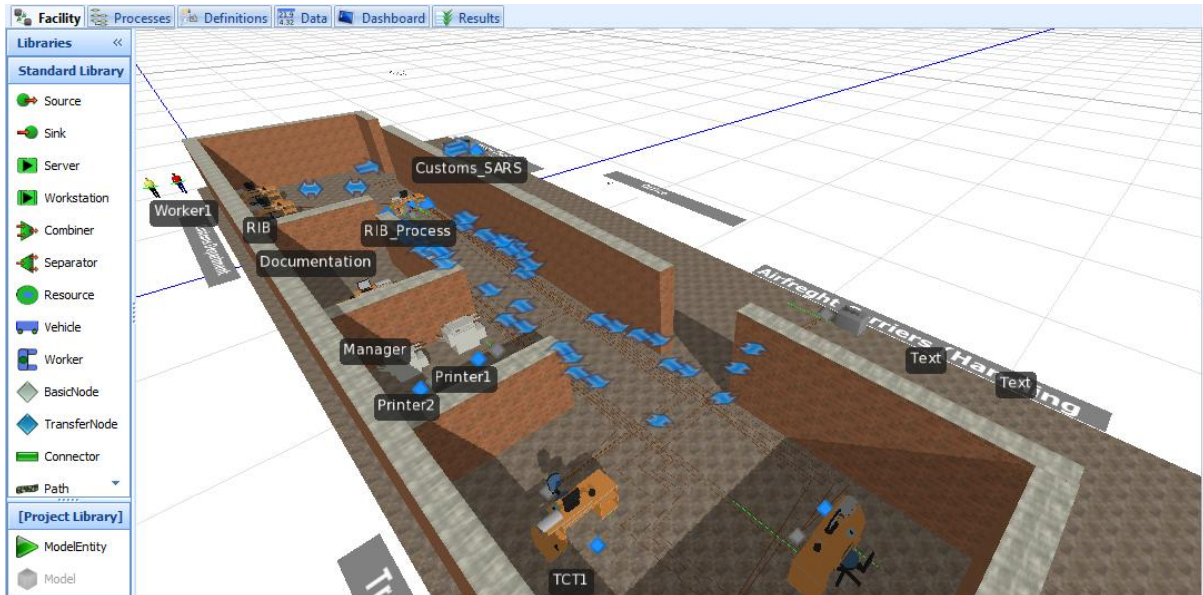 Facility
Processes
Definitions
Data
Dashboard
Results
Libraries
Standard Library
Source
Sink
Server
Workstation
Combiner
Separator
Resource
Vehicle
Worker
BasicNode
TransferNode
Connector
Path
[Project Library]
ModelEntity
Model
Customs_SARS
Worker1
RIB
RIB_Process
Documentation
Office
Manager
Printer1
Printer2
Text
Text
TCT1